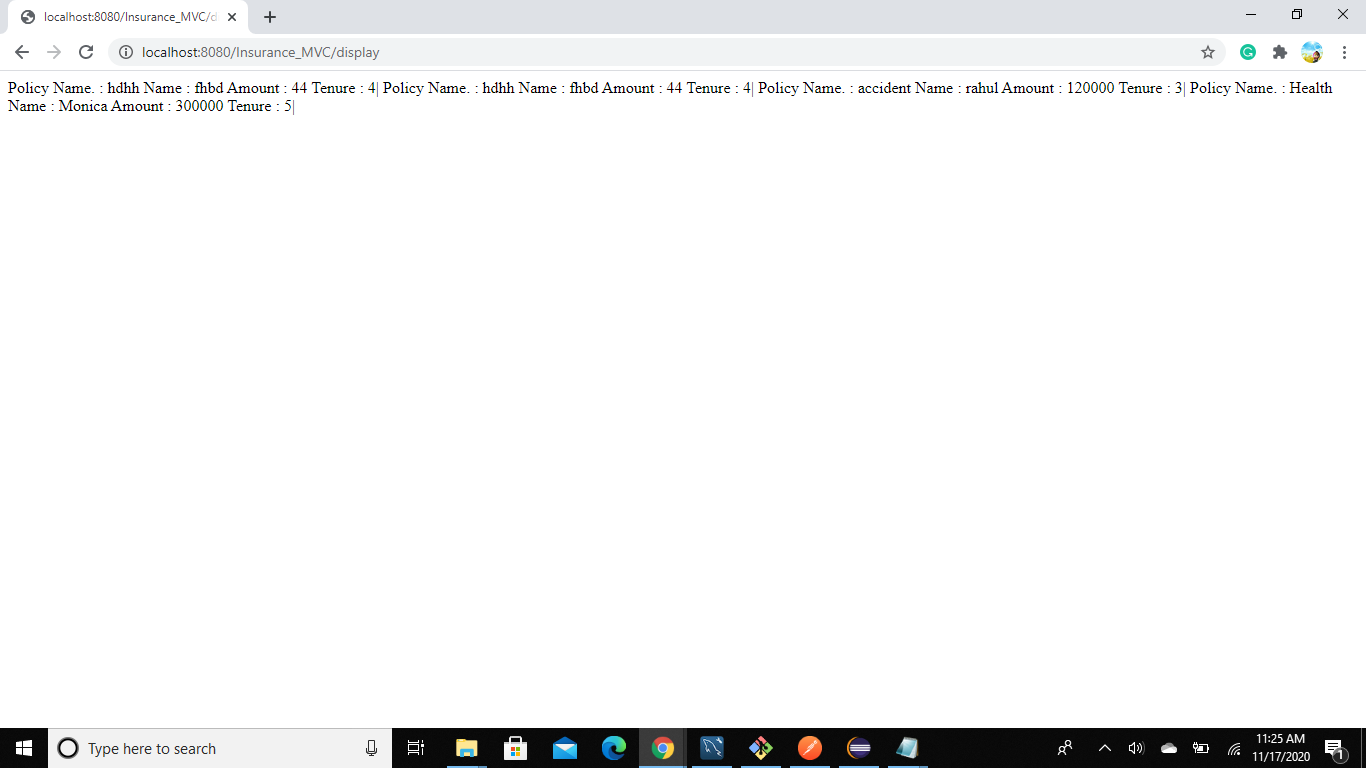 localhost:8080/Insurance_MVC/d
localhost:8080/Insurance_MVC/display
Policy Name. : hdhh Name : fhbd Amount : 44 Tenure : 4| Policy Name. : hdhh Name : fhbd Amount : 44 Tenure : 4| Policy Name. : accident Name : rahul Amount : 120000 Tenure : 3| Policy Name. : Health
Name : Monica Amount : 300000 Tenure : 5|
Type here to search
11:25 AM
11/17/2020
1